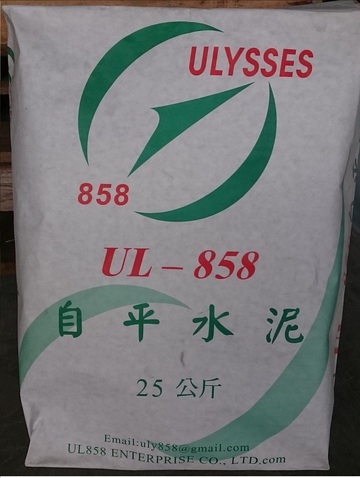 ULYSSES
858
UL-858
自平水泥
25 公斤
Email:uly858@gmail.com
UL858 ENTERPRISE CO., LTD.com